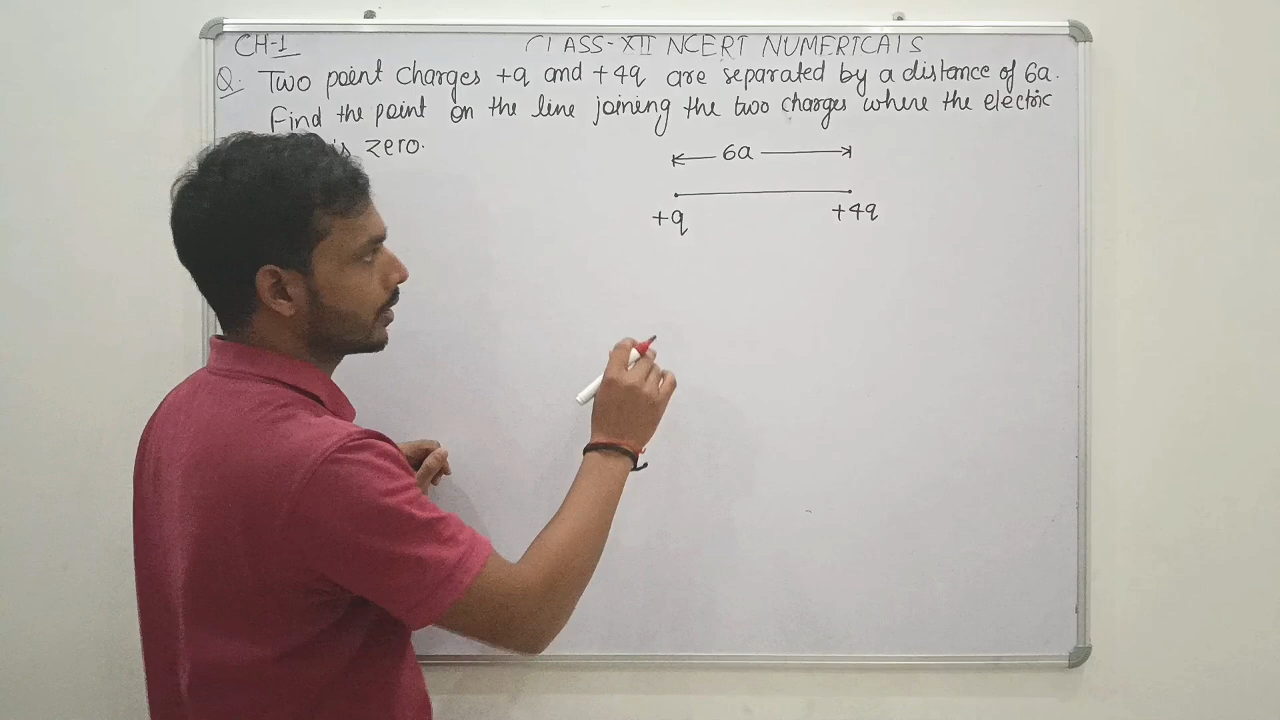 CH-1 CLASS-XII NCERT NUMERICALS
Q. Two point charges +q and +4q are separated by a distance of 6a.
Find the point on the line joining the two charges where the electric
is zero.
6a
+q +4q